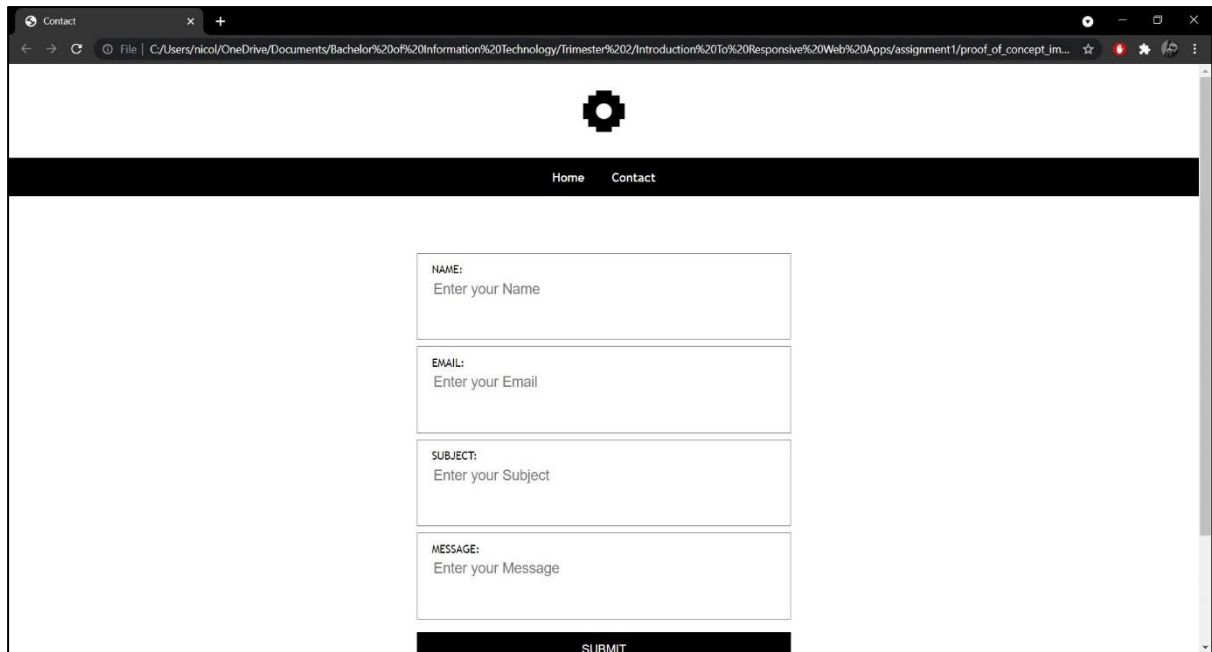 Contact
File | C:/Users/nicol/OneDrive/Documents/Bachelor%20of%20Information%20Technology/Trimester%202/Introduction%20To%20Responsive%20Web%20Apps/assignment1/proof_of_concept_im...
Home Contact
NAME:
Enter your Name
EMAIL:
Enter your Email
SUBJECT:
Enter your Subject
MESSAGE:
Enter your Message
SUBMIT